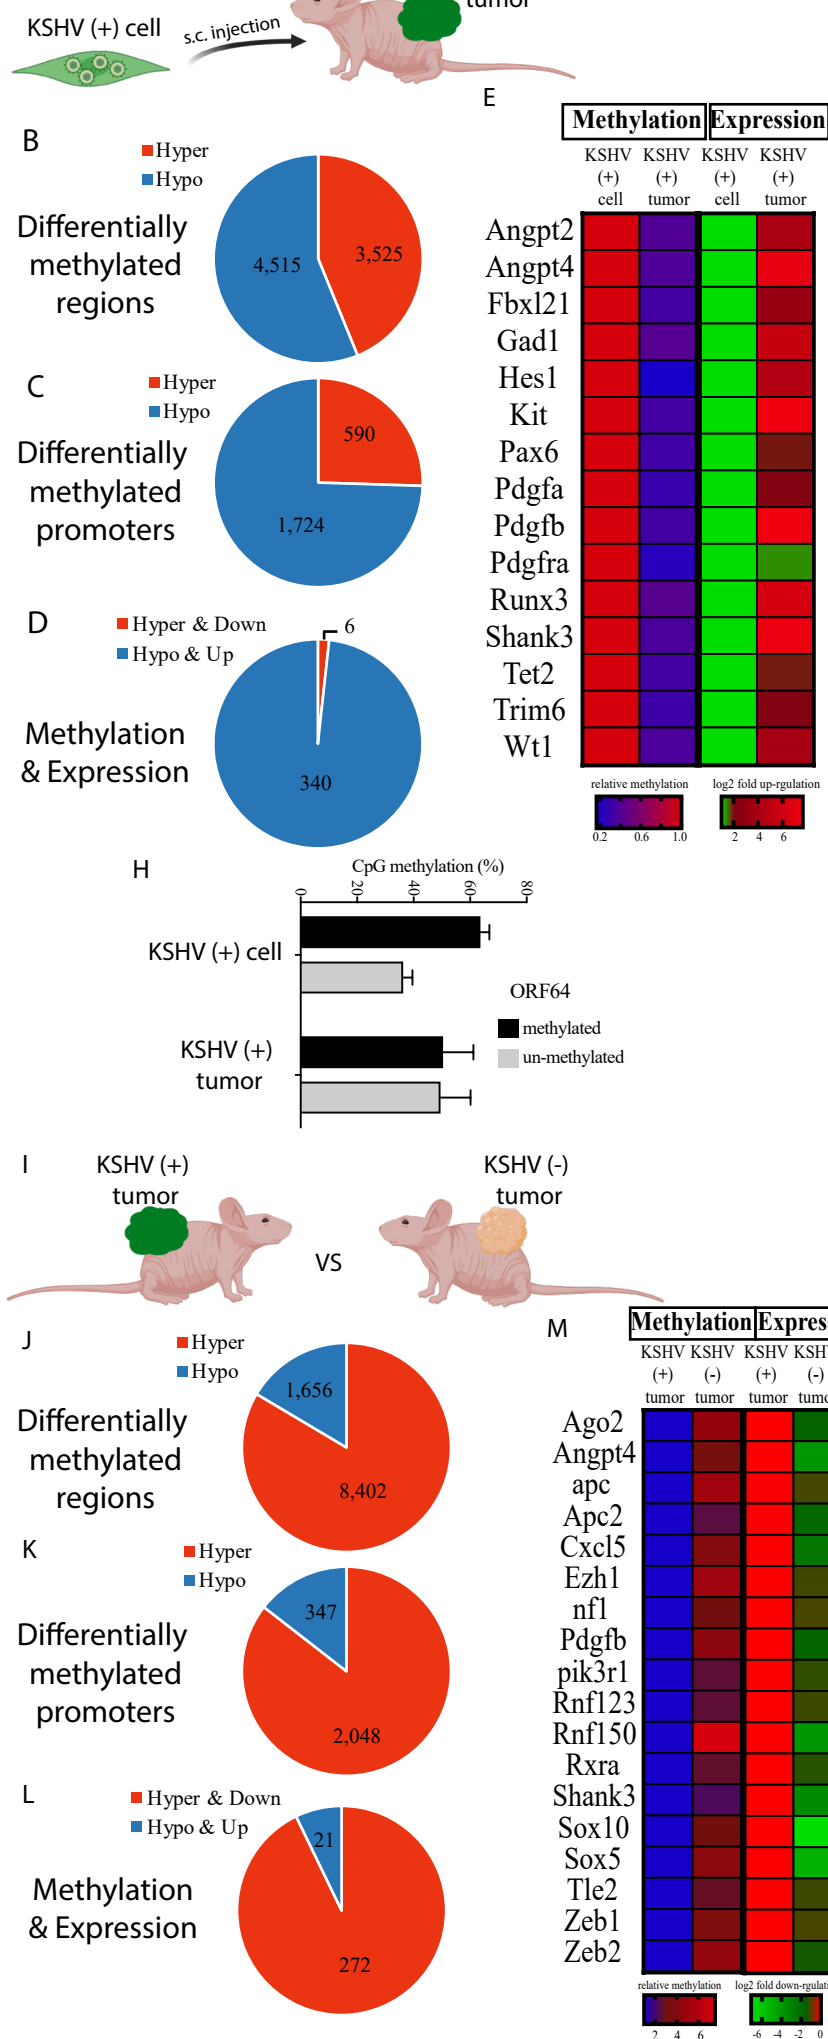 tumor
KSHV (+) cell
s.c. injection
B
Hyper
Hypo
Differentially
methylated
regions
4,515
3,525
C
Hyper
Hypo
Differentially
methylated
promoters
590
1,724
D
Hyper & Down
Hypo & Up
6
Methylation
& Expression
340
E
Methylation Expression
KSHV KSHV KSHV KSHV
(+) (+) (+) (+)
cell tumor cell tumor
Angpt2
Angpt4
Fbxl21
Gad1
Hes1
Kit
Pax6
Pdgfa
Pdgfb
Pdgfra
Runx3
Shank3
Tet2
Trim6
Wt1
relative methylation log2 fold up-rgulation
0.2 0.6 1.0 2 4 6
H
CpG methylation (%)
0 20 40 60 80
KSHV (+) cell
KSHV (+)
tumor
ORF64
methylated
un-methylated
I
KSHV (+)
tumor
VS
KSHV (-)
tumor
J
Hyper
Hypo
Differentially
methylated
regions
1,656
8,402
K
Hyper
Hypo
Differentially
methylated
promoters
347
2,048
L
Hyper & Down
Hypo & Up
Methylation
& Expression
21
272
M
Methylation Express
KSHV KSHV KSHV KSH
(+) (-) (+) (-)
tumor tumor tumor tumo
Ago2
Angpt4
apc
Apc2
Cxcl5
Ezh1
nf1
Pdgfb
pik3r1
Rnf123
Rnf150
Rxra
Shank3
Sox10
Sox5
Tle2
Zeb1
Zeb2
relative methylation log2 fold down-rgulati
2 4 6 -6 -4 -2 0